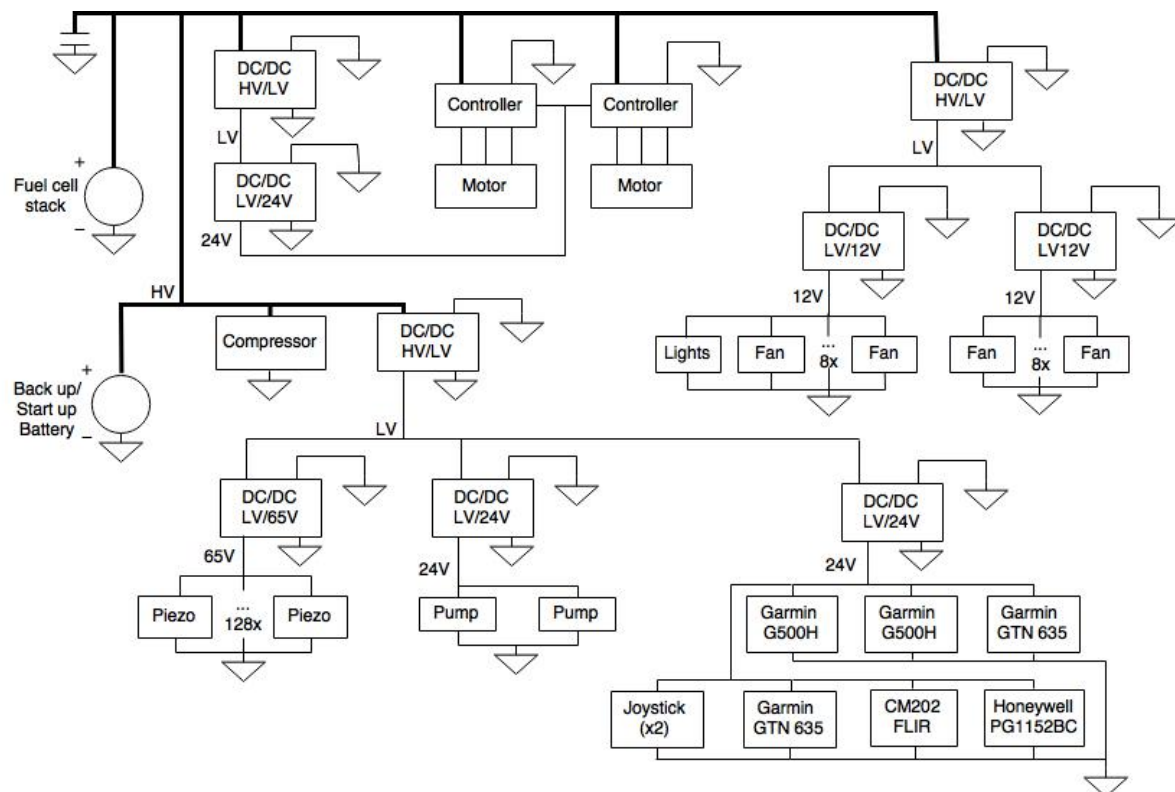 DC/DC
HV/LV
LV
DC/DC
LV/24V
24V
Controller
Controller
Motor
Motor
DC/DC
HV/LV
LV
DC/DC
LV/12V
DC/DC
LV12V
12V
12V
Lights
Fan
...
8x
Fan
Fan
...
8x
Fan
+
Fuel cell
stack
−
HV
Compressor
DC/DC
HV/LV
+
Back up/
Start up
Battery
−
LV
DC/DC
LV/65V
DC/DC
LV/24V
DC/DC
LV/24V
65V
24V
24V
Piezo
...
128x
Piezo
Pump
Pump
Garmin
G500H
Garmin
G500H
Garmin
GTN 635
Joystick
(x2)
Garmin
GTN 635
CM202
FLIR
Honeywell
PG1152BC